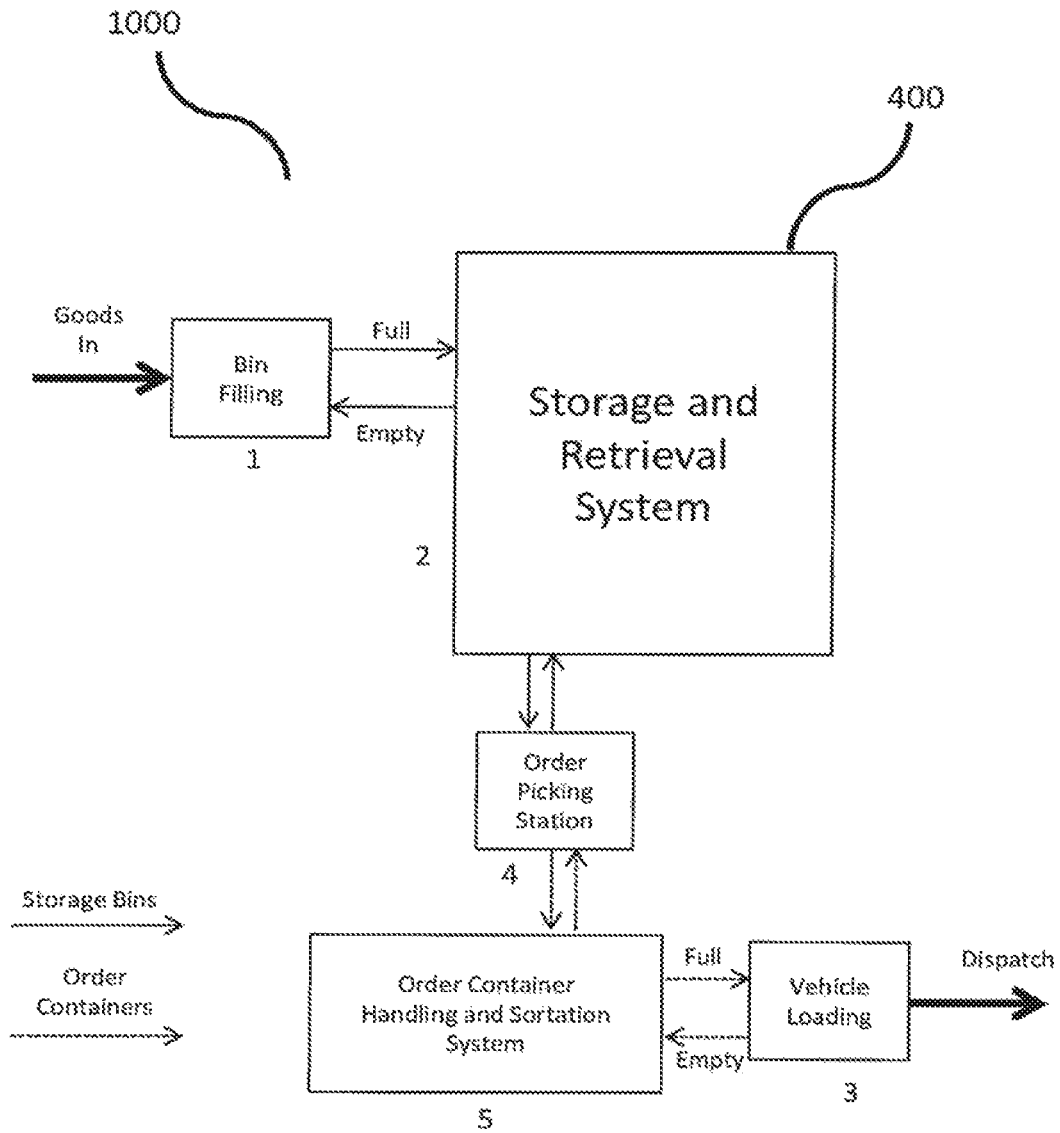 1000
400
Goods
In
Full
Bin
Filling
Empty
1
Storage and
Retrieval
System
2
Order
Picking
Station
4
Storage Bins
Order
Containers
Order Container
Handling and Sortation
System
5
Full
Empty
Vehicle
Loading
3
Dispatch